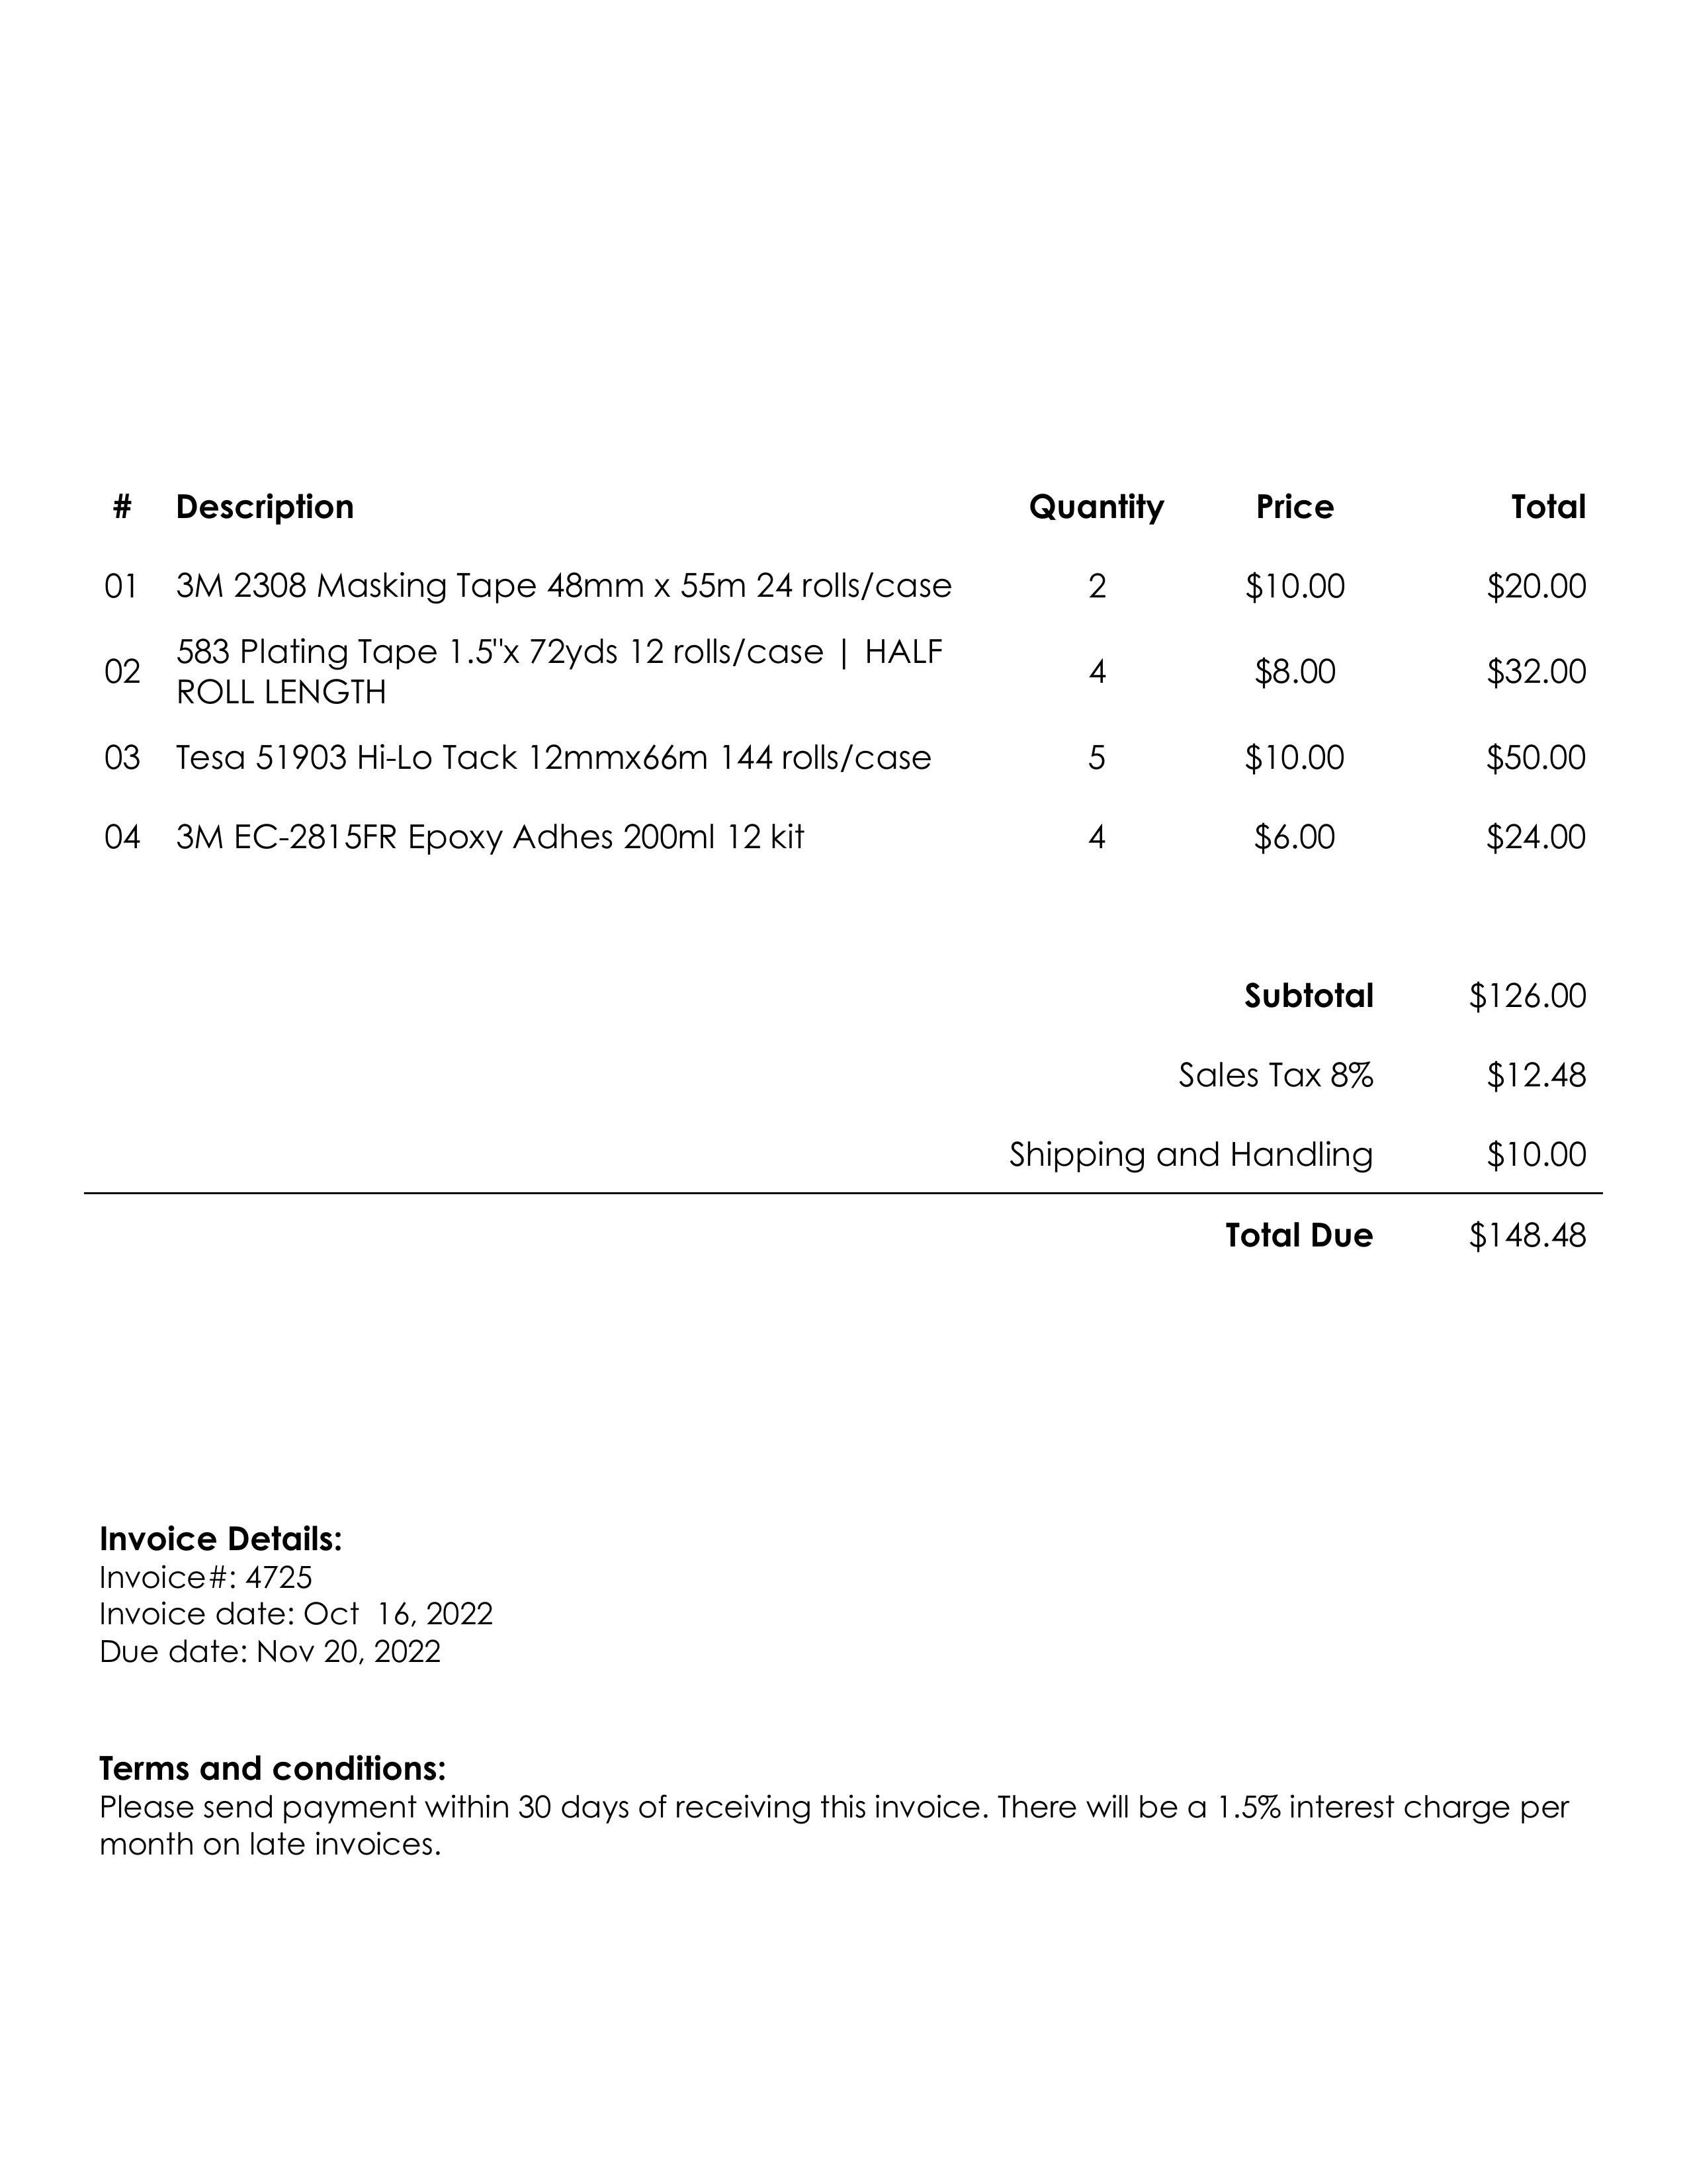 # Description Quantity Price Total
01 3M 2308 Masking Tape 48mm x 55m 24 rolls/case 2 $10.00 $20.00
02 583 Plating Tape 1.5"x 72yds 12 rolls/case | HALF
ROLL LENGTH 4 $8.00 $32.00
03 Tesa 51903 Hi-Lo Tack 12mmx66m 144 rolls/case 5 $10.00 $50.00
04 3M EC-2815FR Epoxy Adhes 200ml 12 kit 4 $6.00 $24.00
Subtotal $126.00
Sales Tax 8% $12.48
Shipping and Handling $10.00
Total Due $148.48
Invoice Details:
Invoice#: 4725
Invoice date: Oct  16, 2022
Due date: Nov 20, 2022
Terms and conditions:
Please send payment within 30 days of receiving this invoice. There will be a 1.5% interest charge per
month on late invoices.